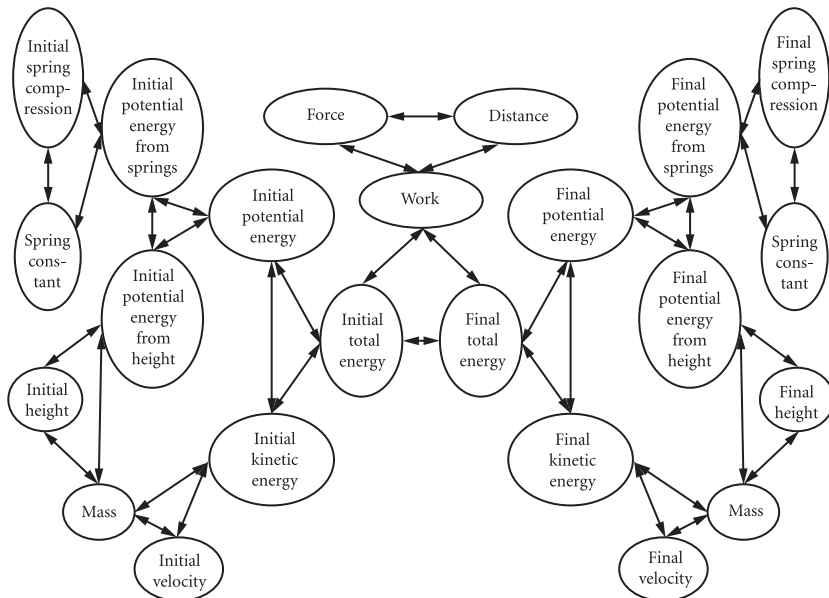 Initial
spring
comp-
ression
Initial
potential
energy
from
springs
Force
Distance
Final
potential
energy
from
springs
Final
spring
comp-
ression
Spring
cons-
tant
Initial
potential
energy
Work
Final
potential
energy
Spring
cons-
tant
Initial
potential
energy
from
height
Initial
total
energy
Final
total
energy
Final
potential
energy
from
height
Initial
height
Final
height
Initial
kinetic
energy
Final
kinetic
energy
Mass
Mass
Initial
velocity
Final
velocity